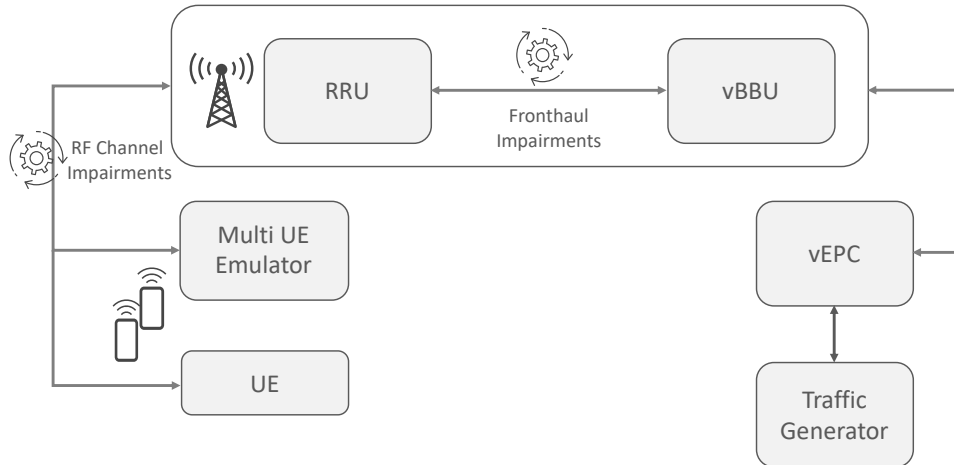 RRU
vBBU
Fronthaul
Impairments
RF Channel
Impairments
Multi UE
Emulator
vEPC
UE
Traffic
Generator